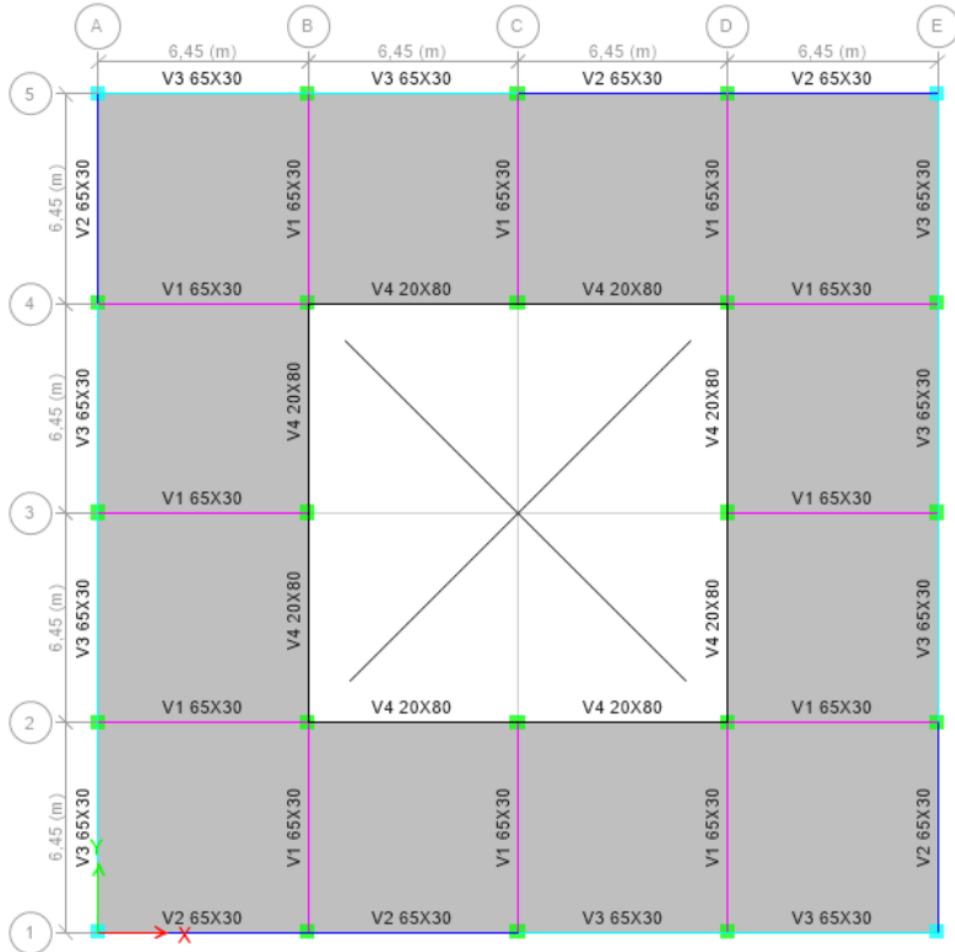 A B C D E
6,45 (m) 6,45 (m) 6,45 (m) 6,45 (m)
V3 65X30 V3 65X30 V2 65X30 V2 65X30
5
6,45 (m) V2 65X30 V1 65X30 V1 65X30 V1 65X30 V3 65X30
4 V1 65X30 V4 20X80 V4 20X80 V1 65X30
6,45 (m) V3 65X30 V4 20X80 V4 20X80 V3 65X30
3 V1 65X30 V1 65X30
6,45 (m) V3 65X30 V4 20X80 V4 20X80 V3 65X30
2 V1 65X30 V4 20X80 V4 20X80 V1 65X30
6,45 (m) V3 65X30 V1 65X30 V1 65X30 V1 65X30 V2 65X30
Y
1 V2 65X30 V2 65X30 V3 65X30 V3 65X30
X